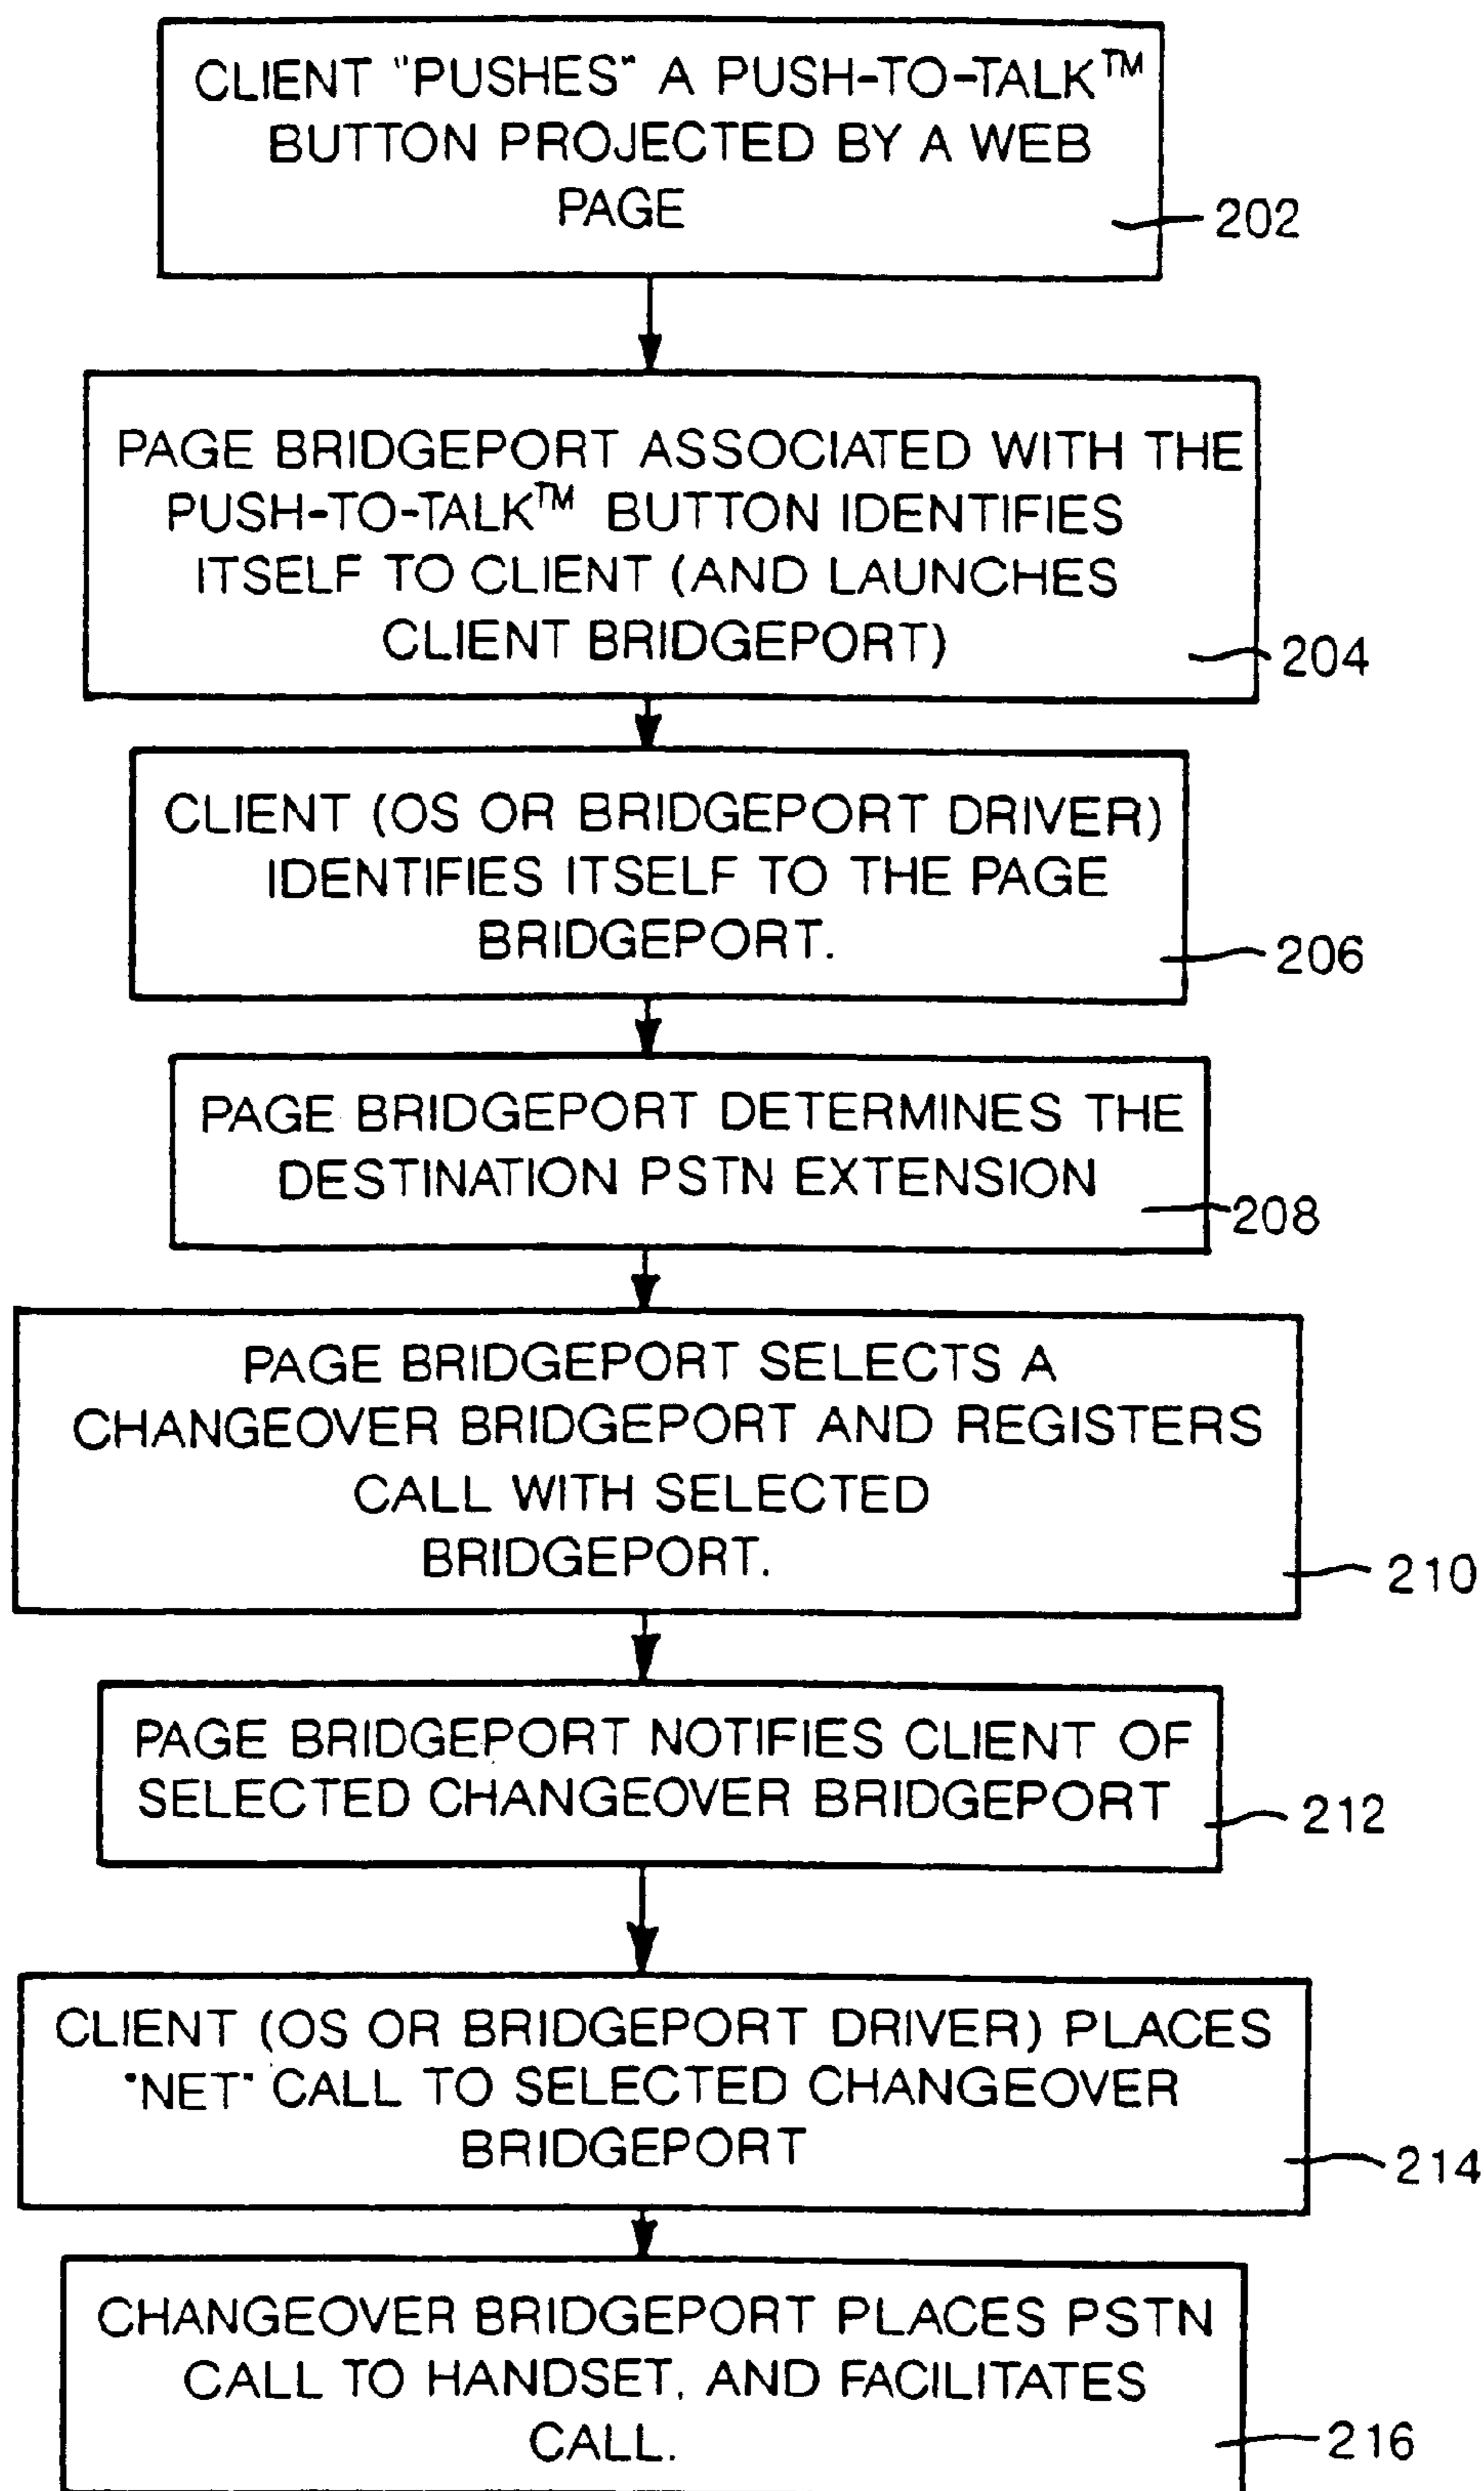 CLIENT "PUSHES" A PUSH-TO-TALK™
BUTTON PROJECTED BY A WEB
PAGE
202
PAGE BRIDGEPORT ASSOCIATED WITH THE
PUSH-TO-TALK™ BUTTON IDENTIFIES
ITSELF TO CLIENT (AND LAUNCHES
CLIENT BRIDGEPORT)
204
CLIENT (OS OR BRIDGEPORT DRIVER)
IDENTIFIES ITSELF TO THE PAGE
BRIDGEPORT.
206
PAGE BRIDGEPORT DETERMINES THE
DESTINATION PSTN EXTENSION
208
PAGE BRIDGEPORT SELECTS A
CHANGEOVER BRIDGEPORT AND REGISTERS
CALL WITH SELECTED
BRIDGEPORT.
210
PAGE BRIDGEPORT NOTIFIES CLIENT OF
SELECTED CHANGEOVER BRIDGEPORT
212
CLIENT (OS OR BRIDGEPORT DRIVER) PLACES
"NET" CALL TO SELECTED CHANGEOVER
BRIDGEPORT
214
CHANGEOVER BRIDGEPORT PLACES PSTN
CALL TO HANDSET, AND FACILITATES
CALL.
216